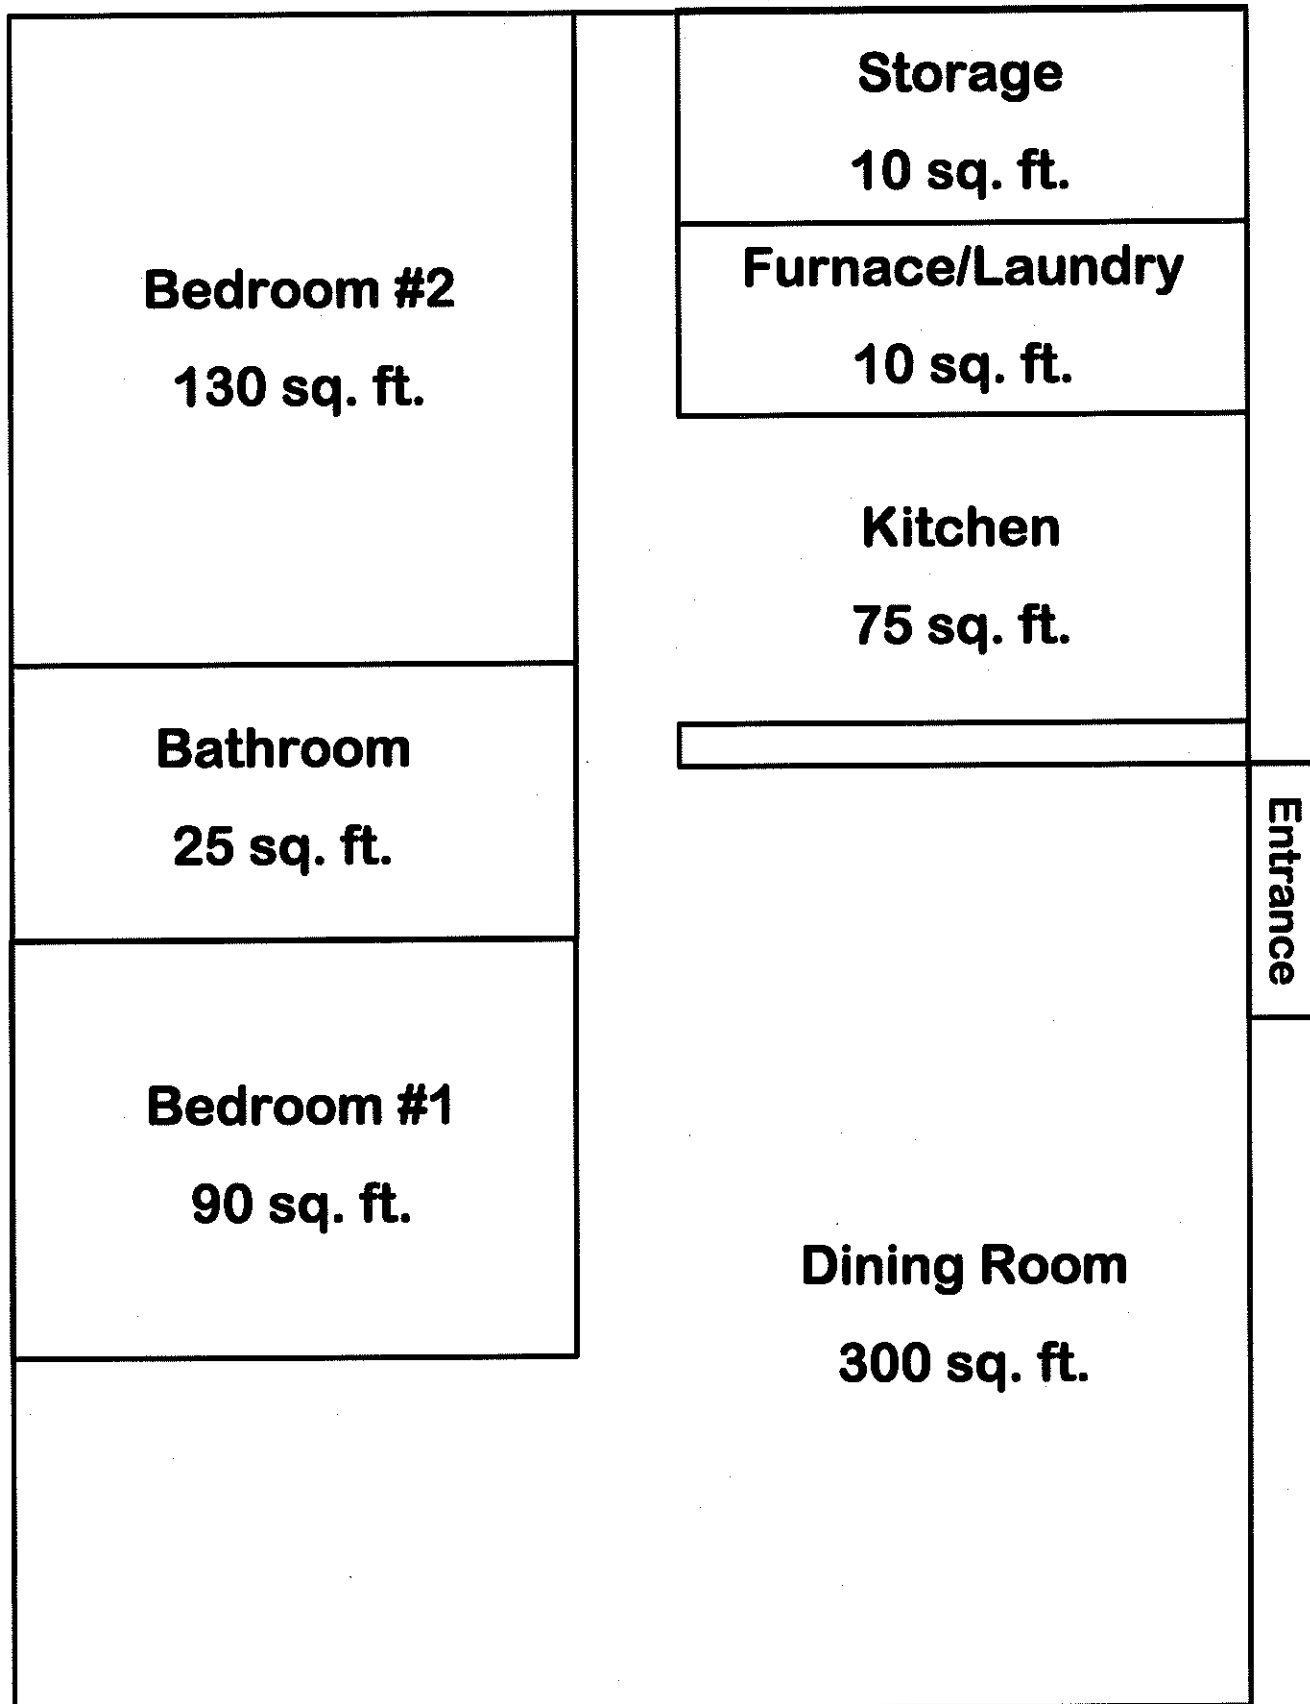 Storage
10 sq. ft.
Furnace/Laundry
10 sq. ft.
Bedroom #2
130 sq. ft.
Kitchen
75 sq. ft.
Bathroom
25 sq. ft.
Entrance
Bedroom #1
90 sq. ft.
Dining Room
300 sq. ft.